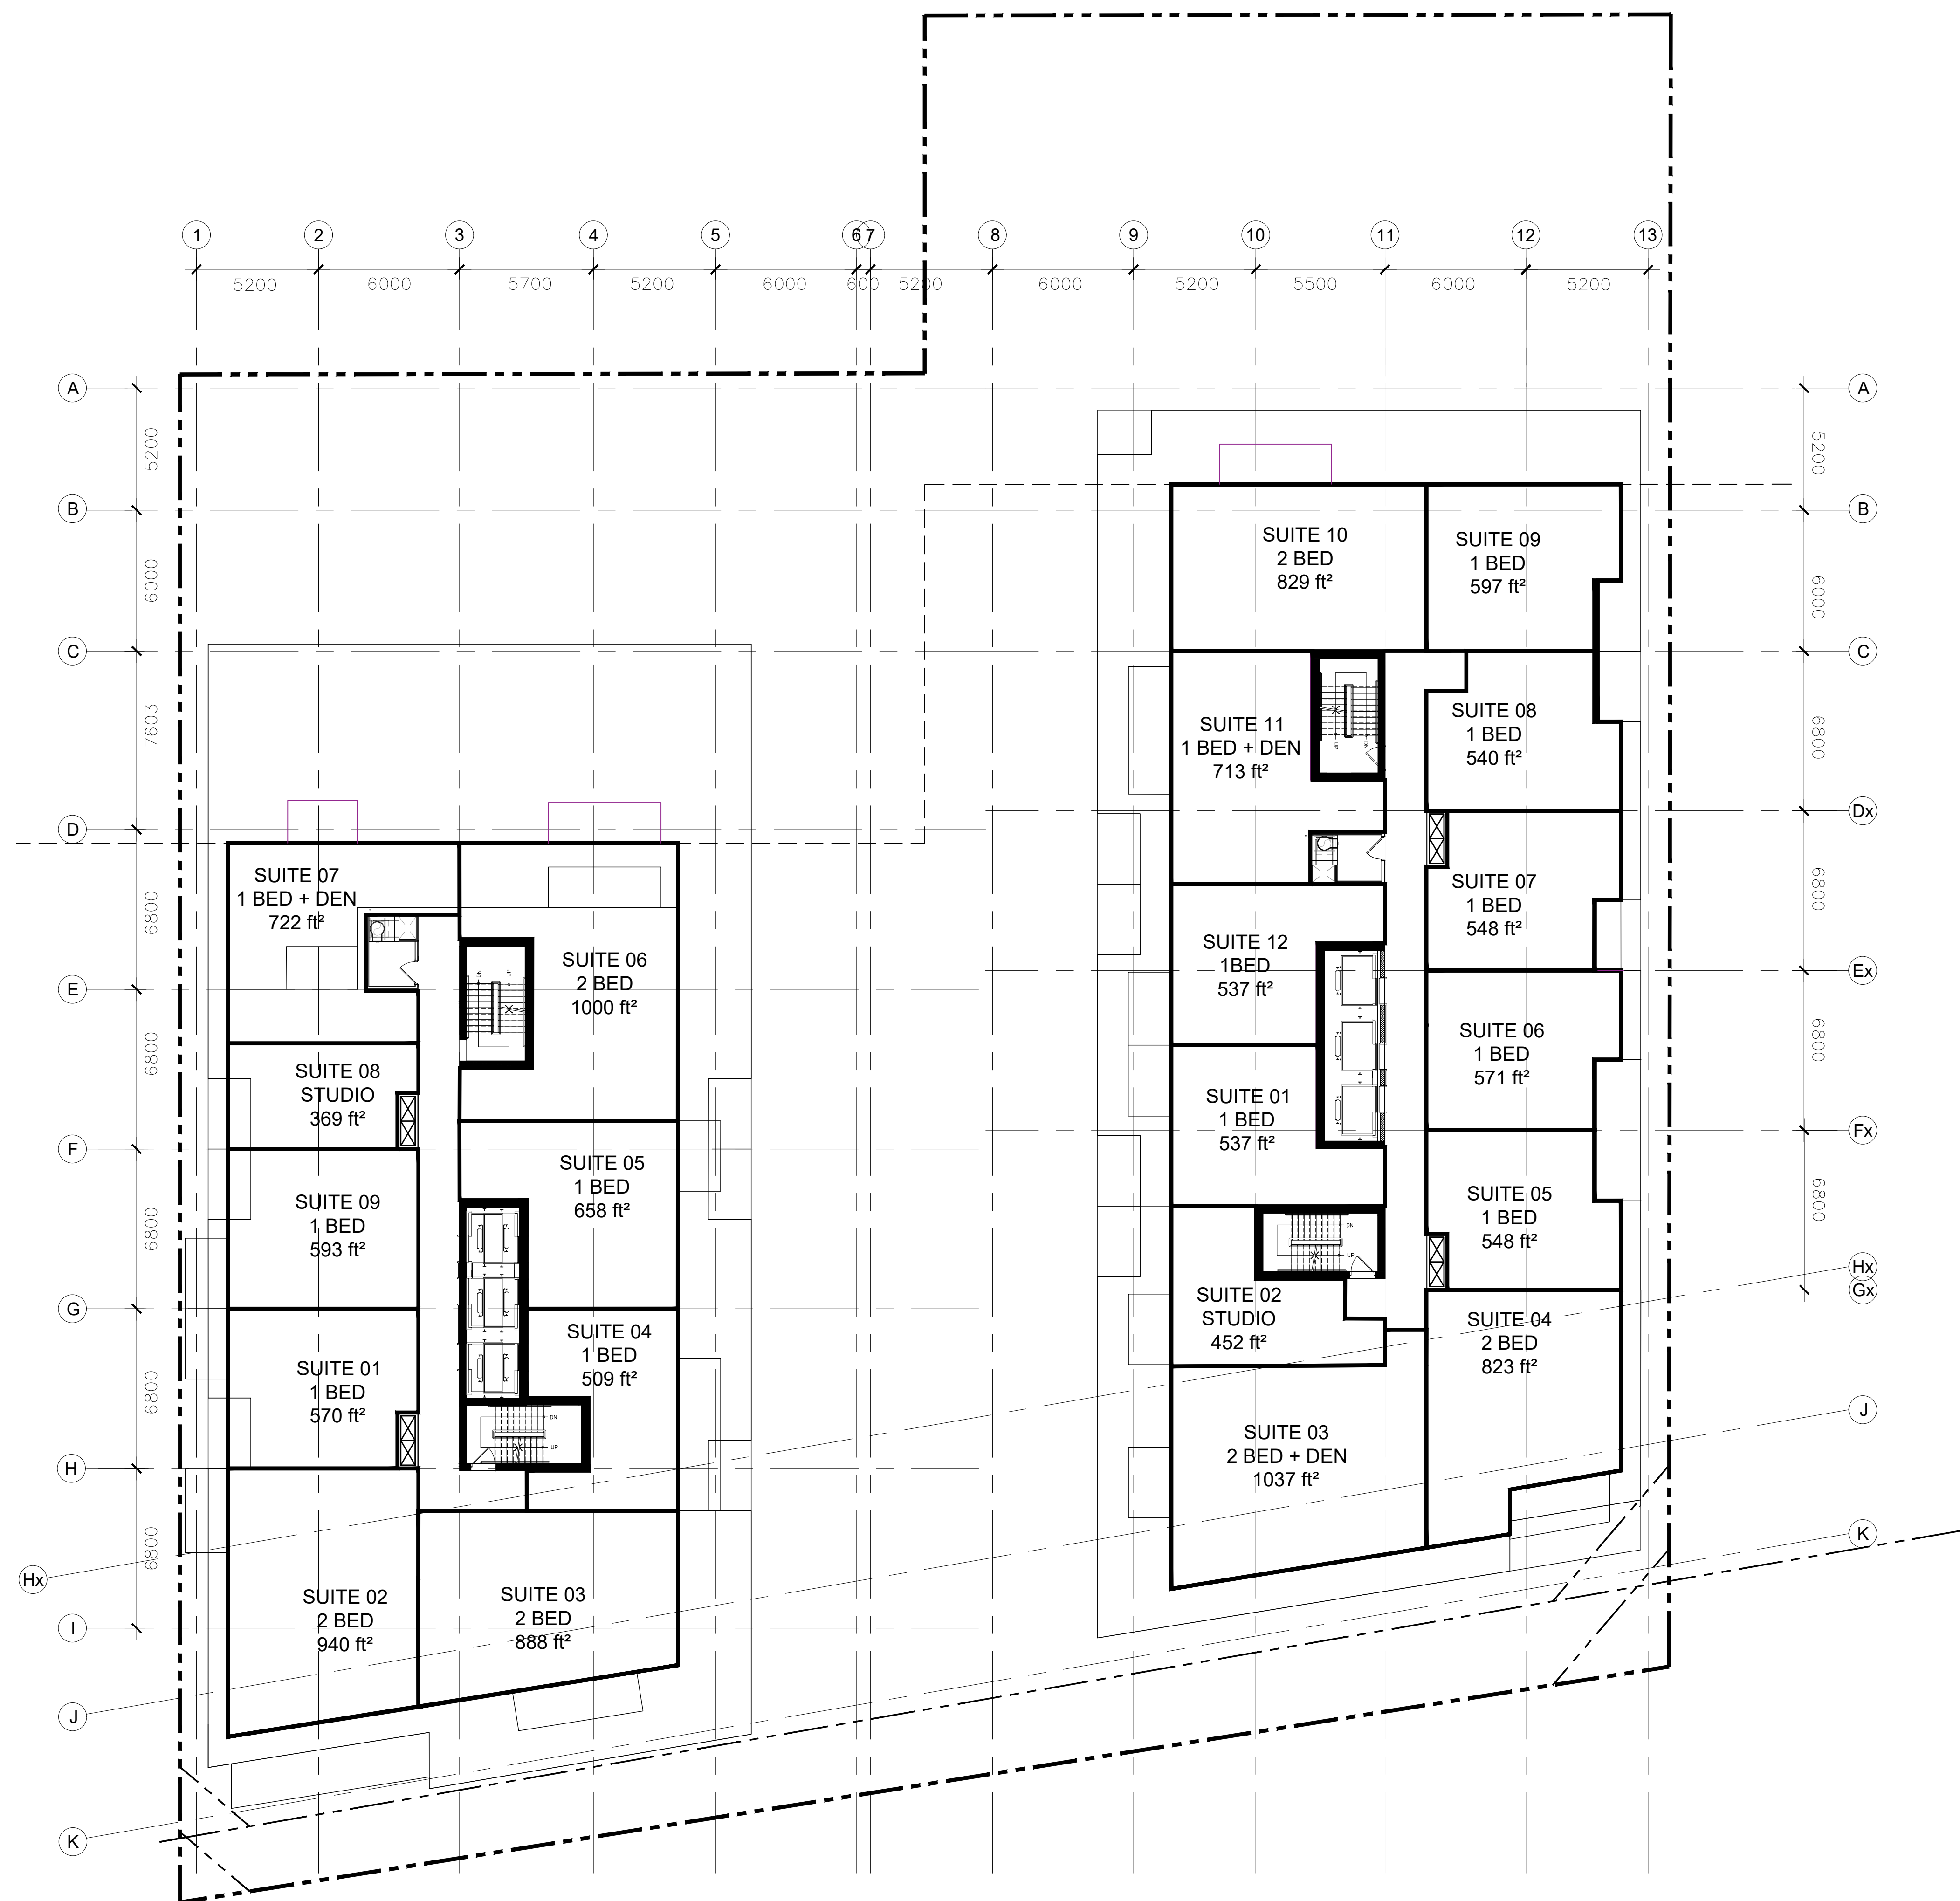 1 2 3 4 5 6 7 8 9 10 11 12 13
5200 6000 5700 5200 6000 600 5200 6000 5200 5500 6000 5200
A
A
5200
5200
B
B
SUITE 10
2 BED
829 ft²
SUITE 09
1 BED
597 ft²
6000
6000
C
C
7603
SUITE 11
1 BED + DEN
713 ft²
UP
DN
SUITE 08
1 BED
540 ft²
6800
D
Dx
SUITE 07
1 BED + DEN
722 ft²
SUITE 07
1 BED
548 ft²
6800
6800
SUITE 06
2 BED
1000 ft²
DN
UP
SUITE 12
1BED
537 ft²
E
Ex
SUITE 08
STUDIO
369 ft²
6800
SUITE 06
1 BED
571 ft²
6800
SUITE 01
1 BED
537 ft²
F
Fx
SUITE 05
1 BED
658 ft²
SUITE 09
1 BED
593 ft²
6800
SUITE 05
1 BED
548 ft²
6800
DN
UP
Hx
Gx
G
SUITE 02
STUDIO
452 ft²
SUITE 04
2 BED
823 ft²
SUITE 04
1 BED
509 ft²
SUITE 01
1 BED
570 ft²
6800
J
DN
UP
SUITE 03
2 BED + DEN
1037 ft²
H
K
6800
Hx
SUITE 02
2 BED
940 ft²
SUITE 03
2 BED
888 ft²
I
J
K